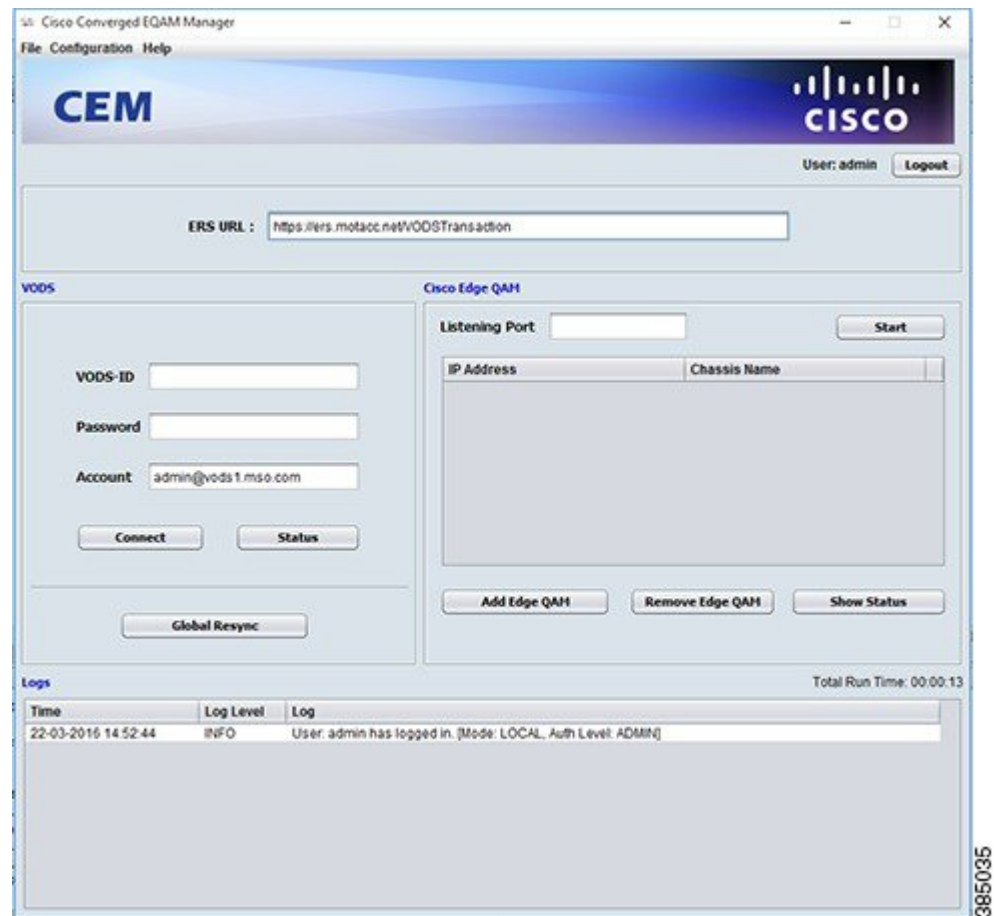 Cisco Converged EQAM Manager
File Configuration Help
CEM
CISCO
User: admin Logout
ERS URL : https://ers.motacc.net/VODSTransaction
VODS
Cisco Edge QAM
Listening Port Start
IP Address Chassis Name
VODS-ID
Password
Account admin@vods1.mso.com
Connect Status
Add Edge QAM Remove Edge QAM Show Status
Global Resync
Logs Total Run Time: 00:00:13
Time Log Level Log
22-03-2016 14:52:44 INFO User: admin has logged in. [Mode: LOCAL, Auth Level: ADMIN]
385035